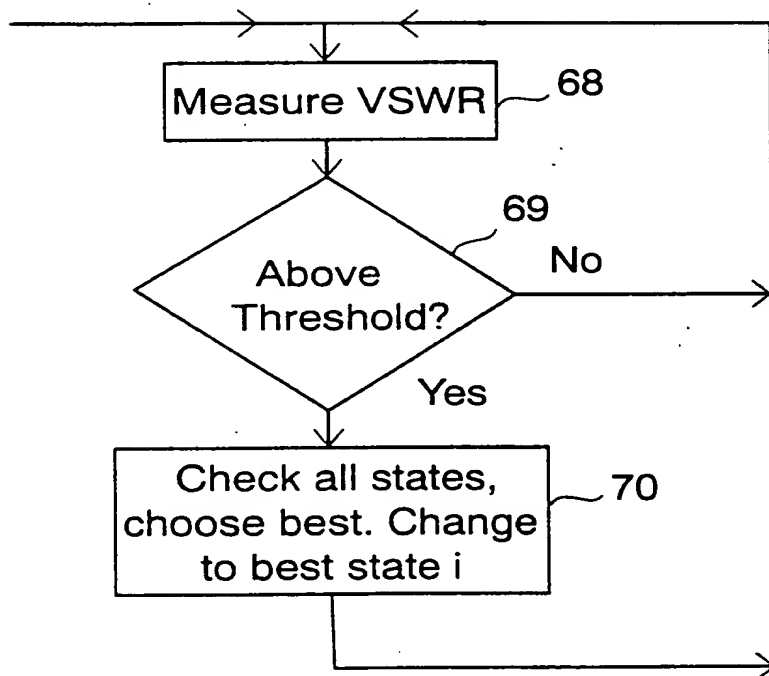 Measure VSWR
68
69
Above
Threshold?
No
Yes
Check all states,
choose best. Change
to best state i
70